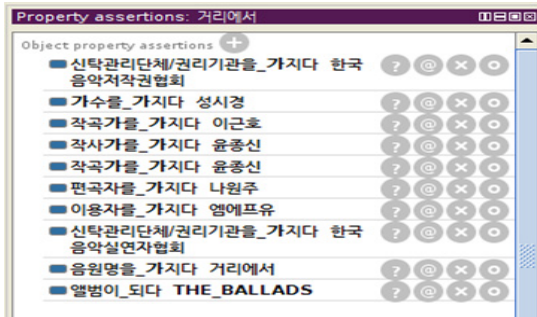 Property assertions: 거리에서
Object property assertions
신탁관리단체/권리기관을_가지다 한국
음악저작권협회
가수를_가지다 성시경
작곡가를_가지다 이근호
작사가를_가지다 윤종신
작곡가를_가지다 윤종신
편곡자를_가지다 나원주
이용자를_가지다 엠에프유
신탁관리단체/권리기관을_가지다 한국
음악실연자협회
음원명을_가지다 거리에서
앨범이_되다 THE_BALLADS